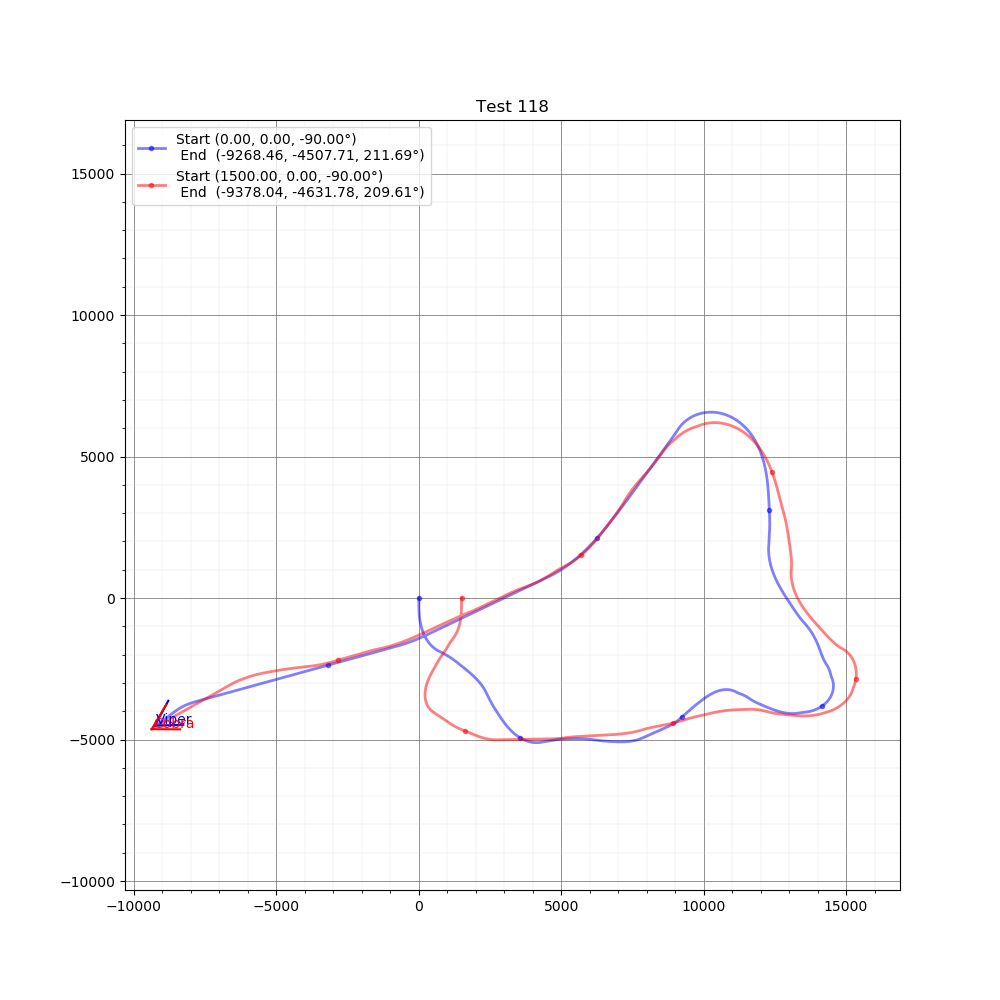 Test 118
Start (0.00, 0.00, -90.00°)
End  (-9268.46, -4507.71, 211.69°)
Start (1500.00, 0.00, -90.00°)
End  (-9378.04, -4631.78, 209.61°)
15000
10000
5000
0
−5000
−10000
Viper
−10000
−5000
0
5000
10000
15000